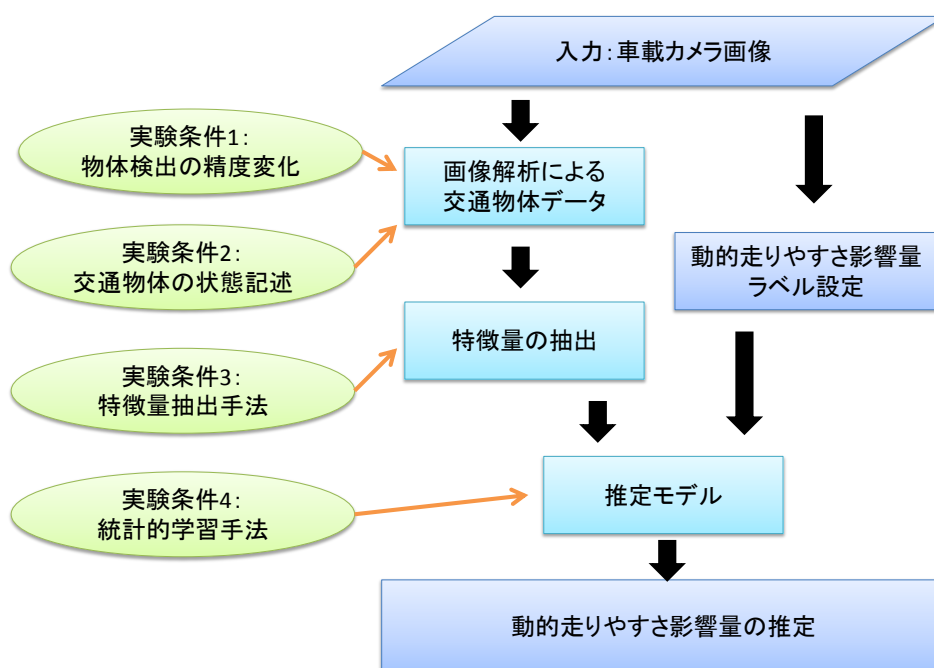 入力：車載カメラ画像
実験条件1：
物体検出の精度変化
画像解析による
交通物体データ
実験条件2：
交通物体の状態記述
動的走りやすさ影響量
ラベル設定
特徴量の抽出
実験条件3：
特徴量抽出手法
推定モデル
実験条件4：
統計的学習手法
動的走りやすさ影響量の推定